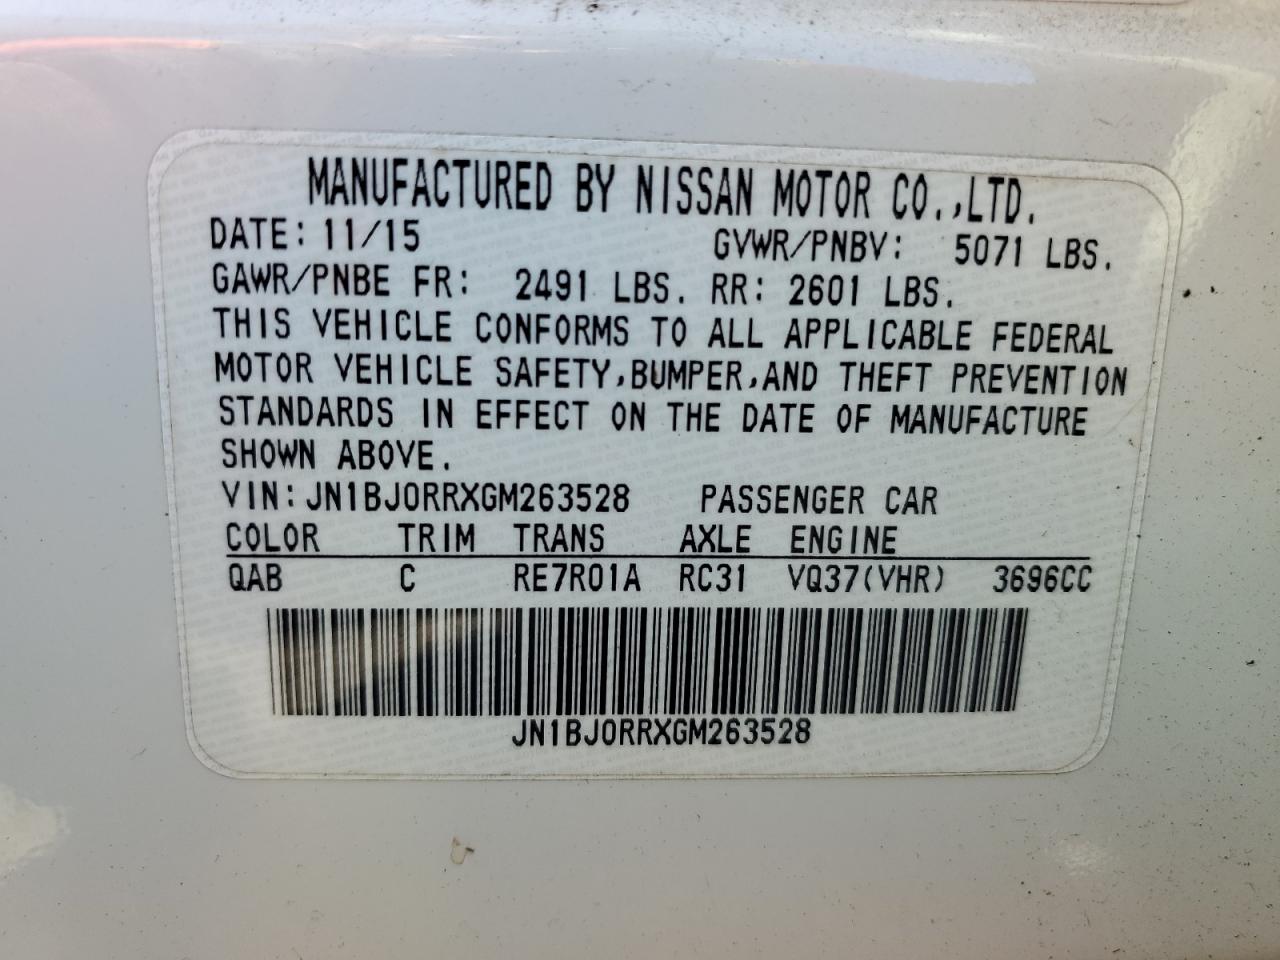 MANUFACTURED BY NISSAN MOTOR CO.,LTD.
DATE: 11/15 GVWR/PNBV: 5071 LBS.
GAWR/PNBE FR: 2491 LBS. RR: 2601 LBS.
THIS VEHICLE CONFORMS TO ALL APPLICABLE FEDERAL
MOTOR VEHICLE SAFETY,BUMPER,AND THEFT PREVENTION
STANDARDS IN EFFECT ON THE DATE OF MANUFACTURE
SHOWN ABOVE.
VIN:JN1BJ0RRXGM263528 PASSENGER CAR
COLOR TRIM TRANS AXLE ENGINE
QAB C RE7R01A RC31 VQ37(VHR) 3696CC
JN1BJ0RRXGM263528